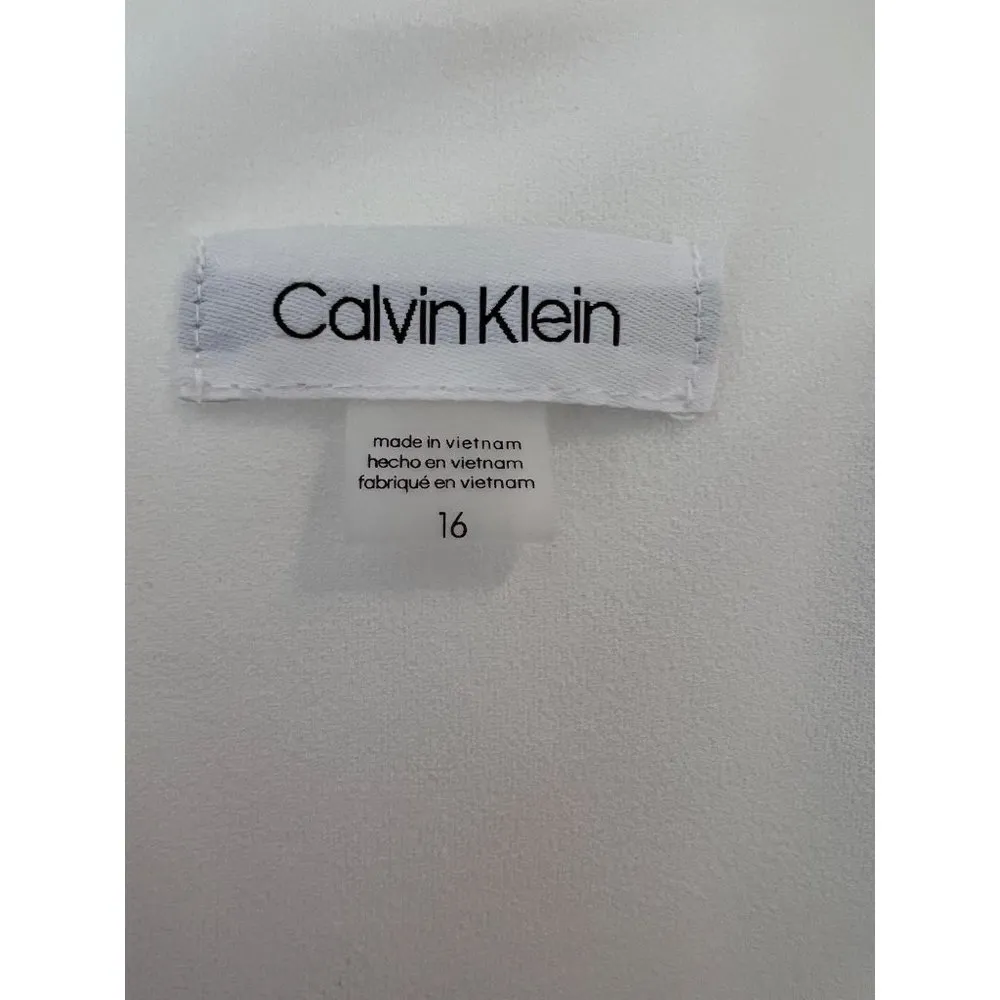 Calvin Klein
made in vietnam
hecho en vietnam
fabriqué en vietnam
16